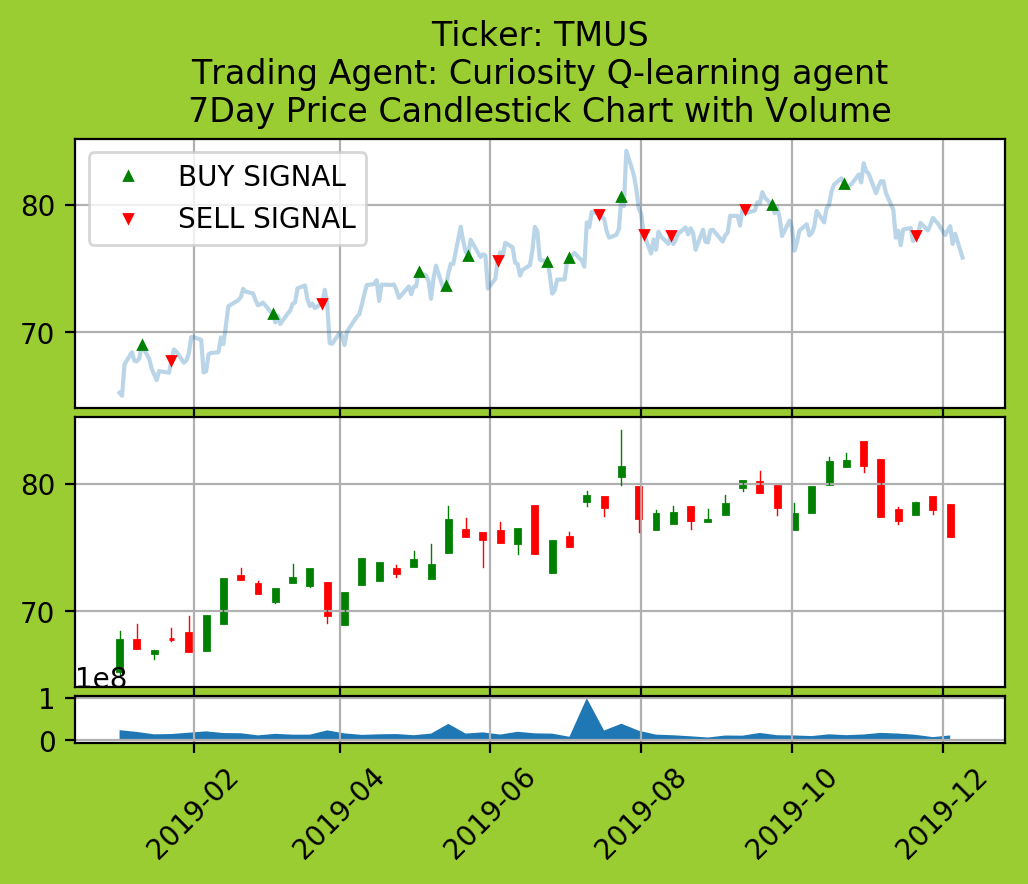 Ticker: TMUS
Trading Agent: Curiosity Q-learning agent
7Day Price Candlestick Chart with Volume
BUY SIGNAL
SELL SIGNAL
80
70
80
70
1e8
1
0
2019-02
2019-04
2019-06
2019-08
2019-10
2019-12